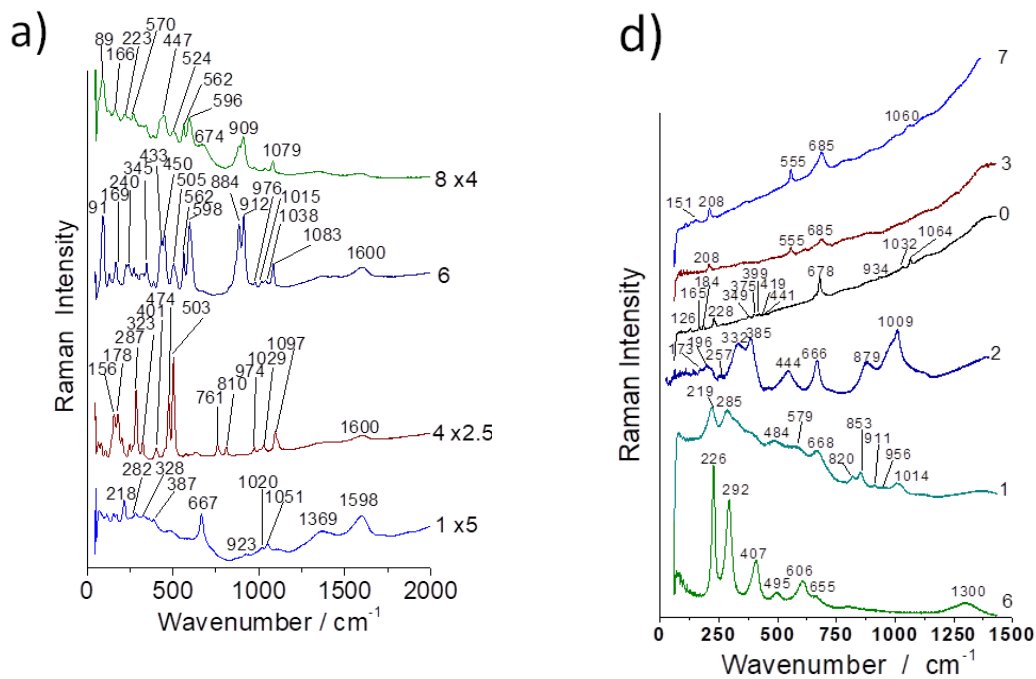 a)
Raman Intensity
89 166 223 570 447 524 562 596 674 909 1079
8 x4
91 169 240 345 433 450 505 562 598 884 912 976 1015 1038 1083 1600
6
156 178 287 323 401 474 503 761 810 974 1029 1097 1600
4 x2.5
218 282 328 387 667 923 1020 1051 1369 1598
1 x5
0 500 1000 1500 2000
Wavenumber / cm-1
d)
Raman Intensity
151 208 555 685 1060
7
208 555 685
3
126 165 184 228 349 375 399 419 441 678 934 1032 1064
0
173 196 257 332 385 444 666 879 1009
2
219 285 484 579 668 820 853 911 956 1014
1
226 292 407 495 606 655 1300
6
0 250 500 750 1000 1250 1500
Wavenumber / cm-1